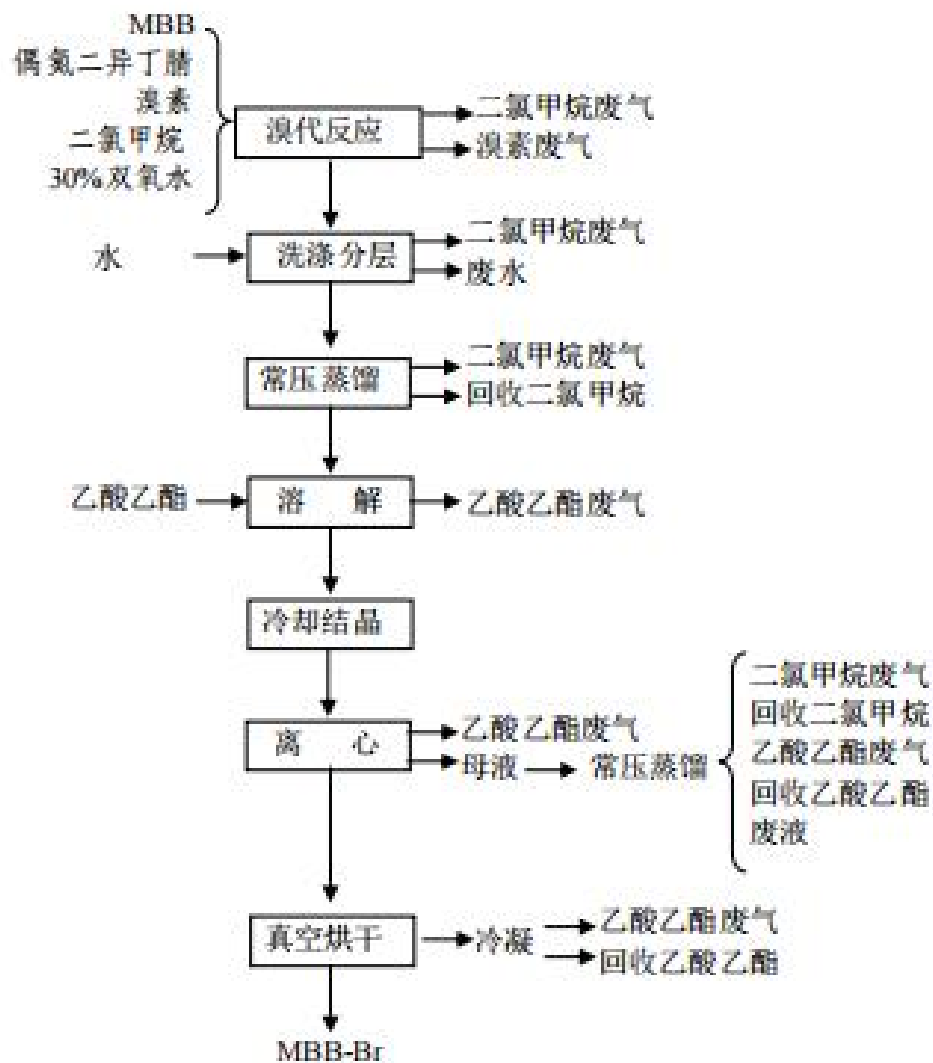 MBB
偶氮二异丁腈
溴素
二氯甲烷
30%双氧水
溴代反应
二氯甲烷废气
溴素废气
水
洗涤分层
二氯甲烷废气
废水
常压蒸馏
二氯甲烷废气
回收二氯甲烷
乙酸乙酯
溶 解
乙酸乙酯废气
冷却结晶
离 心
乙酸乙酯废气
母液
常压蒸馏
二氯甲烷废气
回收二氯甲烷
乙酸乙酯废气
回收乙酸乙酯
废液
真空烘干
冷凝
乙酸乙酯废气
回收乙酸乙酯
MBB-Br